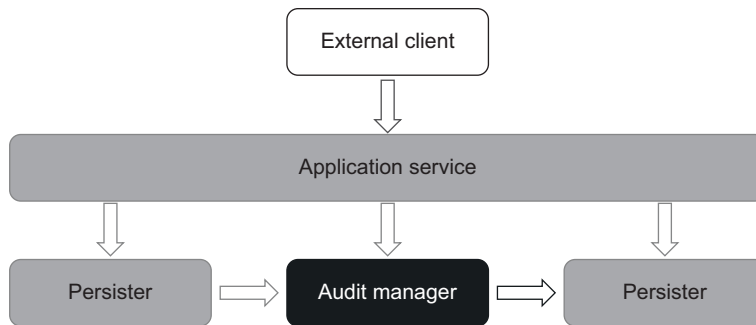 External client
Application service
Persister
Audit manager
Persister